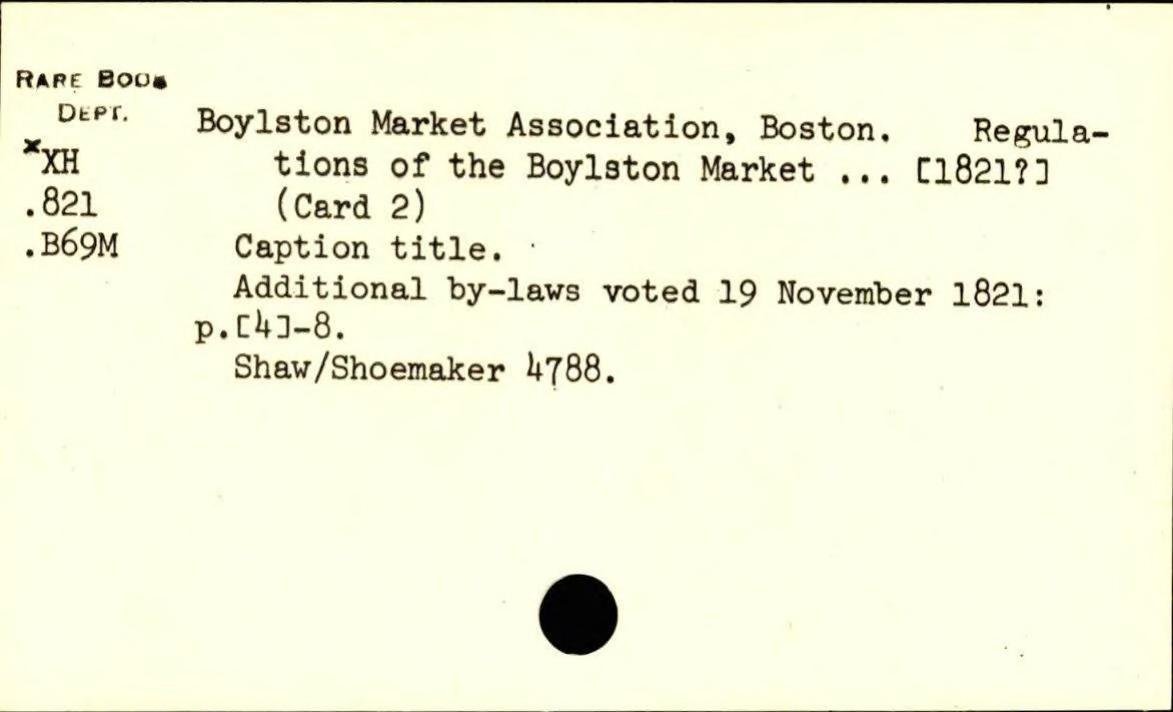 RARE BOOK
DEPT.
Boylston Market Association, Boston. Regula-
*XH tions of the Boylston Market ... [1821?]
.821 (Card 2)
.B69M Caption title.
Additional by-laws voted 19 November 1821:
p.[4]-8.
Shaw/Shoemaker 4788.